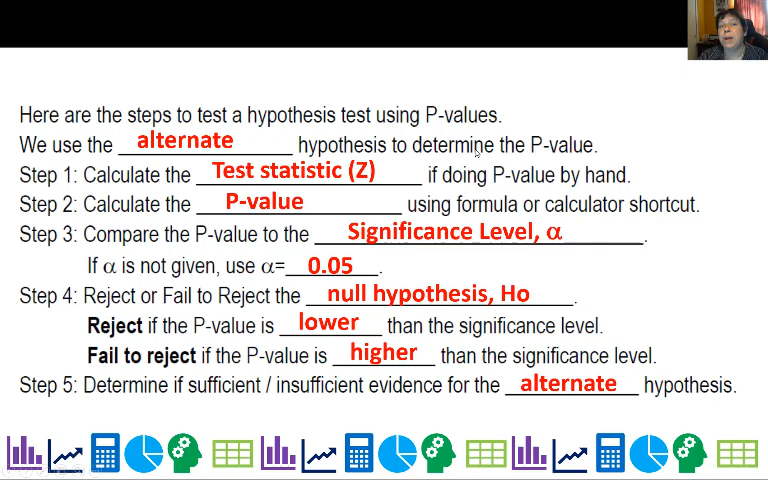 Here are the steps to test a hypothesis test using P-values.
We use the alternate hypothesis to determine the P-value.
Step 1: Calculate the Test statistic (Z) if doing P-value by hand.
Step 2: Calculate the P-value using formula or calculator shortcut.
Step 3: Compare the P-value to the Significance Level, α.
If α is not given, use α= 0.05.
Step 4: Reject or Fail to Reject the null hypothesis, Ho.
Reject if the P-value is lower than the significance level.
Fail to reject if the P-value is higher than the significance level.
Step 5: Determine if sufficient / insufficient evidence for the alternate hypothesis.